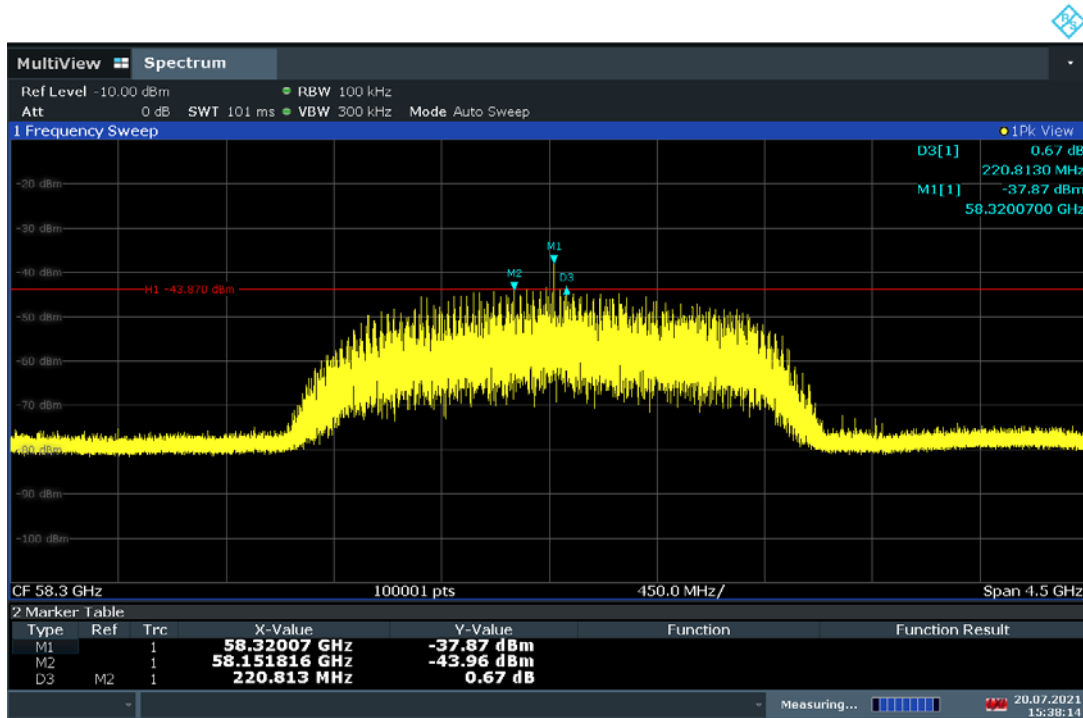 R&S
MultiView Spectrum
Ref Level -10.00 dBm RBW 100 kHz
Att 0 dB SWT 101 ms VBW 300 kHz Mode Auto Sweep
1 Frequency Sweep 1Pk View
D3[1] 0.67 dB
220.8130 MHz
-20 dBm
M1[1] -37.87 dBm
58.3200700 GHz
-30 dBm
M1
-40 dBm M2 D3
H1 -43.870 dBm
-50 dBm
-60 dBm
-70 dBm
-80 dBm
-90 dBm
-100 dBm
CF 58.3 GHz 100001 pts 450.0 MHz/ Span 4.5 GHz
2 Marker Table
Type Ref Trc X-Value Y-Value Function Function Result
M1 1 58.32007 GHz -37.87 dBm
M2 1 58.151816 GHz -43.96 dBm
D3 M2 1 220.813 MHz 0.67 dB
Measuring... 20.07.2021
15:38:14